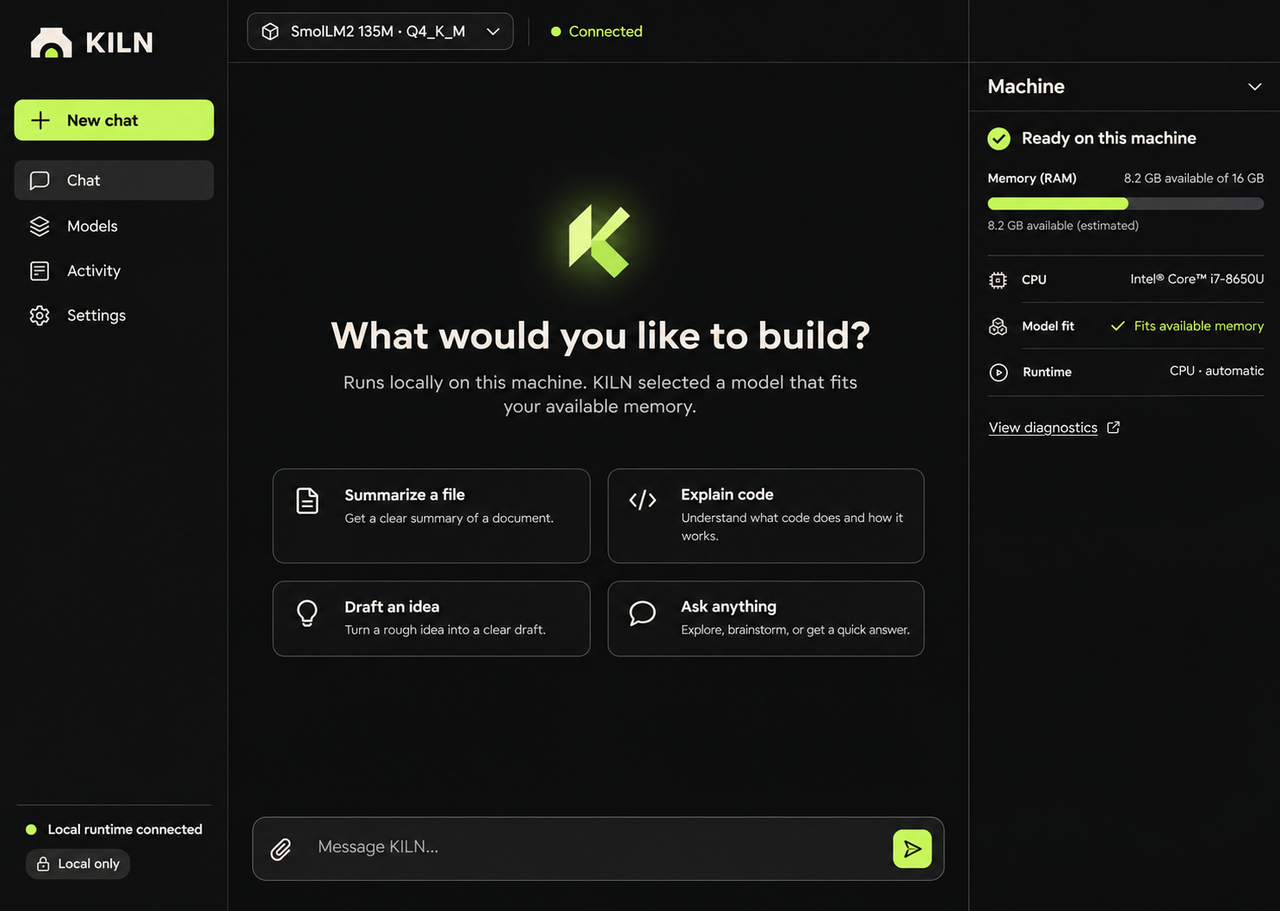 KILN
New chat
Chat
Models
Activity
Settings
Local runtime connected
Local only
SmolLM2 135M · Q4_K_M
Connected
What would you like to build?
Runs locally on this machine. KILN selected a model that fits
your available memory.
Summarize a file
Get a clear summary of a document.
Explain code
Understand what code does and how it
works.
Draft an idea
Turn a rough idea into a clear draft.
Ask anything
Explore, brainstorm, or get a quick answer.
Message KILN...
Machine
Ready on this machine
Memory (RAM) 8.2 GB available of 16 GB
8.2 GB available (estimated)
CPU Intel® Core™ i7-8650U
Model fit Fits available memory
Runtime CPU · automatic
View diagnostics